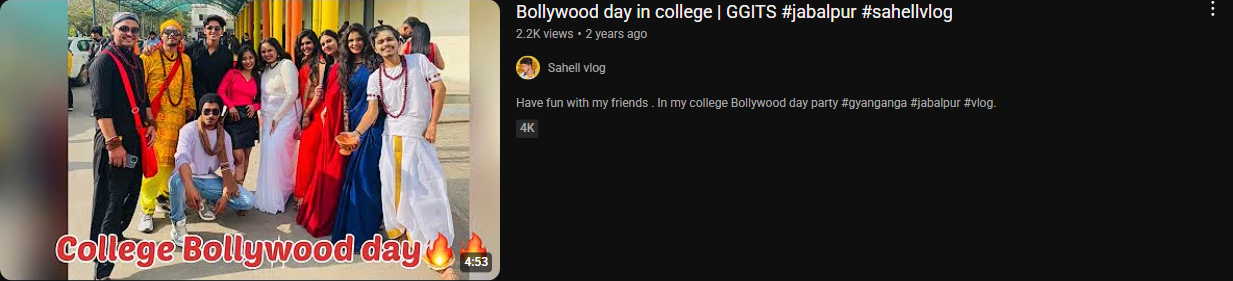 College Bollywood day🔥🔥
4:53
Bollywood day in college | GGITS #jabalpur #sahellvlog
2.2K views • 2 years ago
Sahell vlog
Have fun with my friends . In my college Bollywood day party #gyanganga #jabalpur #vlog.
4K